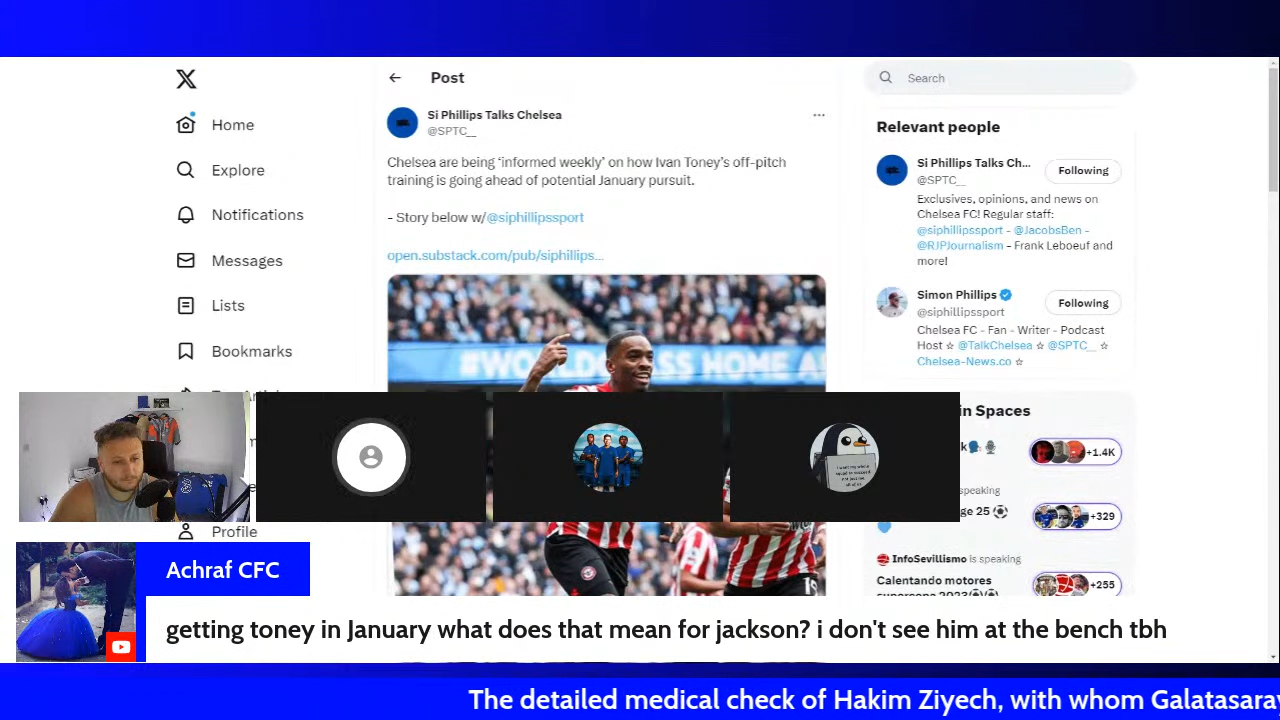 Home
Explore
Notifications
Messages
Lists
Bookmarks
Profile
Post
Si Phillips Talks Chelsea
@SPTC__
Chelsea are being ‘informed weekly’ on how Ivan Toney’s off-pitch
training is going ahead of potential January pursuit.
- Story below w/@siphillipssport
open.substack.com/pub/siphillips...
#WORLDCLASS HOME
Search
Relevant people
Si Phillips Talks Ch...
@SPTC__
Following
Exclusives, opinions, and news on
Chelsea FC! Regular staff:
@siphillipssport - @JacobsBen -
@RJPJournalism - Frank Leboeuf and
more!
Simon Phillips
@siphillipssport
Following
Chelsea FC - Fan - Writer - Podcast
Host ☆ @TalkChelsea ☆ @SPTC__ ☆
Chelsea-News.co ☆
in Spaces
+1.4K
speaking
ge 25
+329
InfoSevillismo is speaking
Calentando motores
supercopa 2023
+255
Achraf CFC
getting toney in January what does that mean for jackson? i don't see him at the bench tbh
The detailed medical check of Hakim Ziyech, with whom Galatasaray